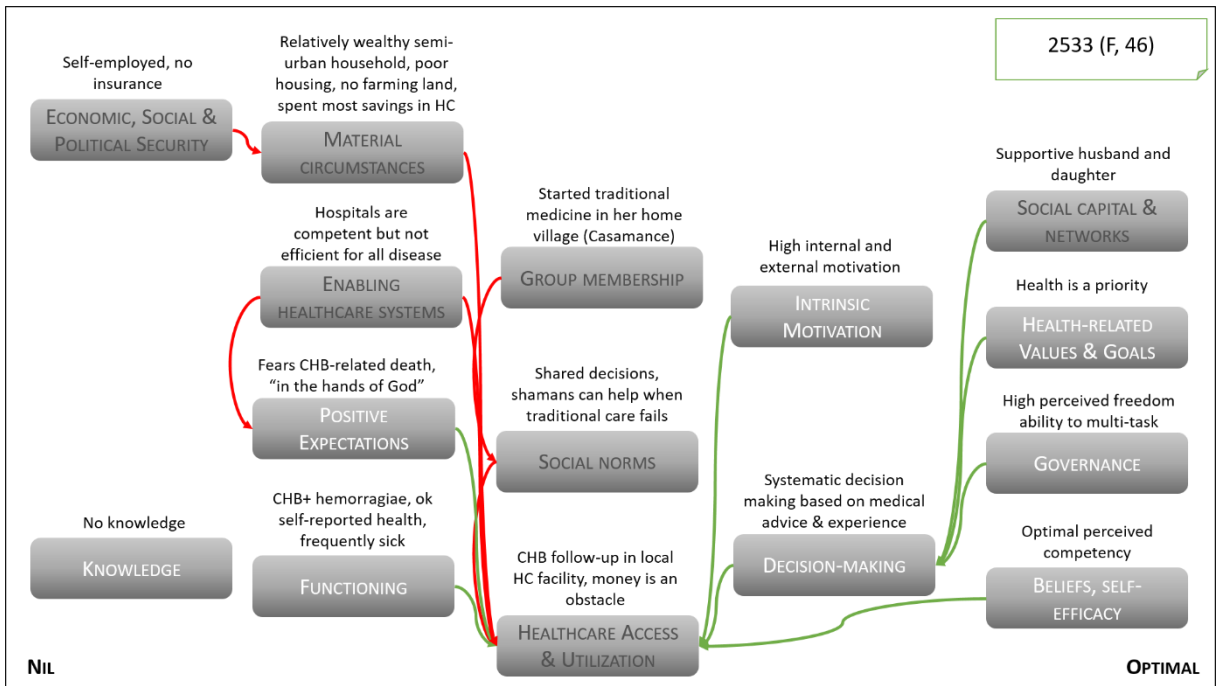 2533 (F, 46)
Self-employed, no
insurance
ECONOMIC, SOCIAL &
POLITICAL SECURITY
Relatively wealthy semi-
urban household, poor
housing, no farming land,
spent most savings in HC
MATERIAL
CIRCUMSTANCES
Hospitals are
competent but not
efficient for all disease
ENABLING
HEALTHCARE SYSTEMS
Fears CHB-related death,
“in the hands of God”
POSITIVE
EXPECTATIONS
No knowledge
KNOWLEDGE
CHB+ hemorragiae, ok
self-reported health,
frequently sick
FUNCTIONING
Started traditional
medicine in her home
village (Casamance)
GROUP MEMBERSHIP
Shared decisions,
shamans can help when
traditional care fails
SOCIAL NORMS
CHB follow-up in local
HC facility, money is an
obstacle
HEALTHCARE ACCESS
& UTILIZATION
High internal and
external motivation
INTRINSIC
MOTIVATION
Systematic decision
making based on medical
advice & experience
DECISION-MAKING
Supportive husband and
daughter
SOCIAL CAPITAL &
NETWORKS
Health is a priority
HEALTH-RELATED
VALUES & GOALS
High perceived freedom
ability to multi-task
GOVERNANCE
Optimal perceived
competency
BELIEFS, SELF-
EFFICACY
NIL
OPTIMAL